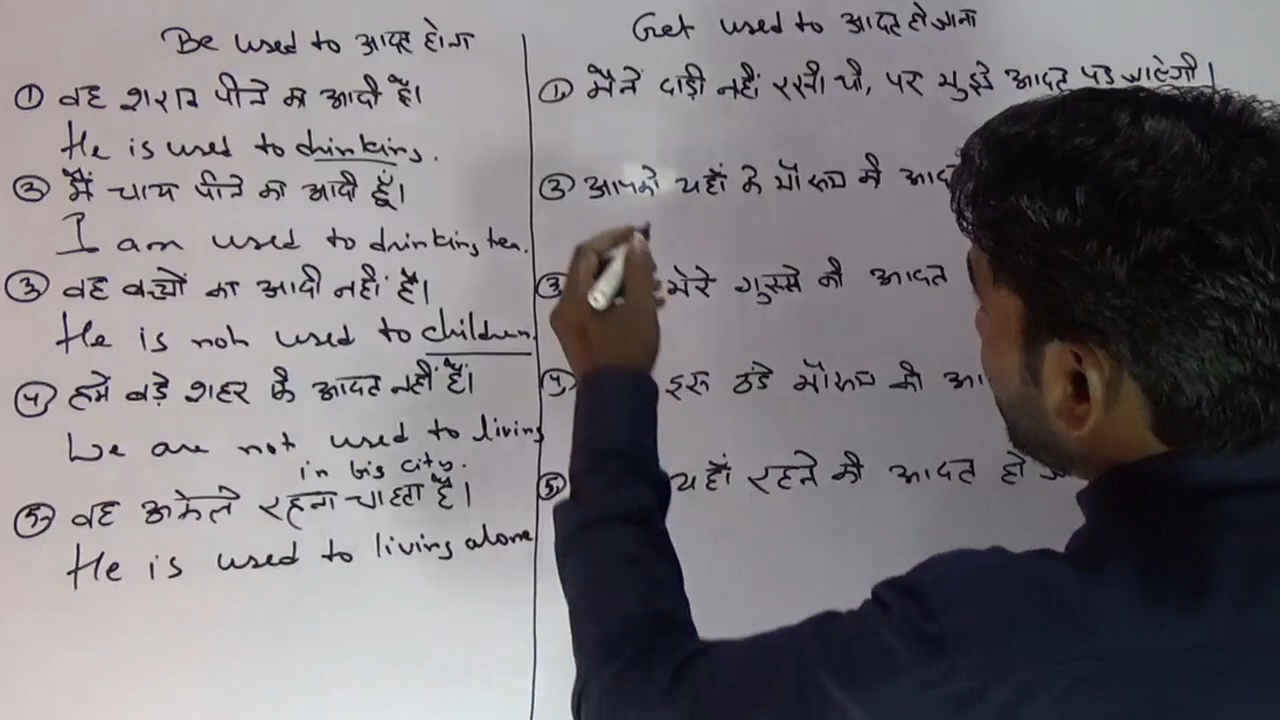 Be used to आदत होना
① वह शराब पीने का आदी है।
He is used to drinking.
② मैं चाय पीने का आदी हूँ।
I am used to drinking tea.
③ वह बच्चों का आदी नहीं है।
He is not used to children.
④ हमें बड़े शहर की आदत नहीं है।
We are not used to living
in big city.
⑤ वह अकेले रहना चाहता है।
He is used to living alone
Get used to आदत हो जाना
① मैंने दाढ़ी नहीं रखी थी, पर मुझे आदत पड़ जाएगी।
② आपको यहाँ के मौसम की
③ मेरे गुस्से की आदत
④ इस ठंडे मौसम की
⑤ यहाँ रहने की आदत हो